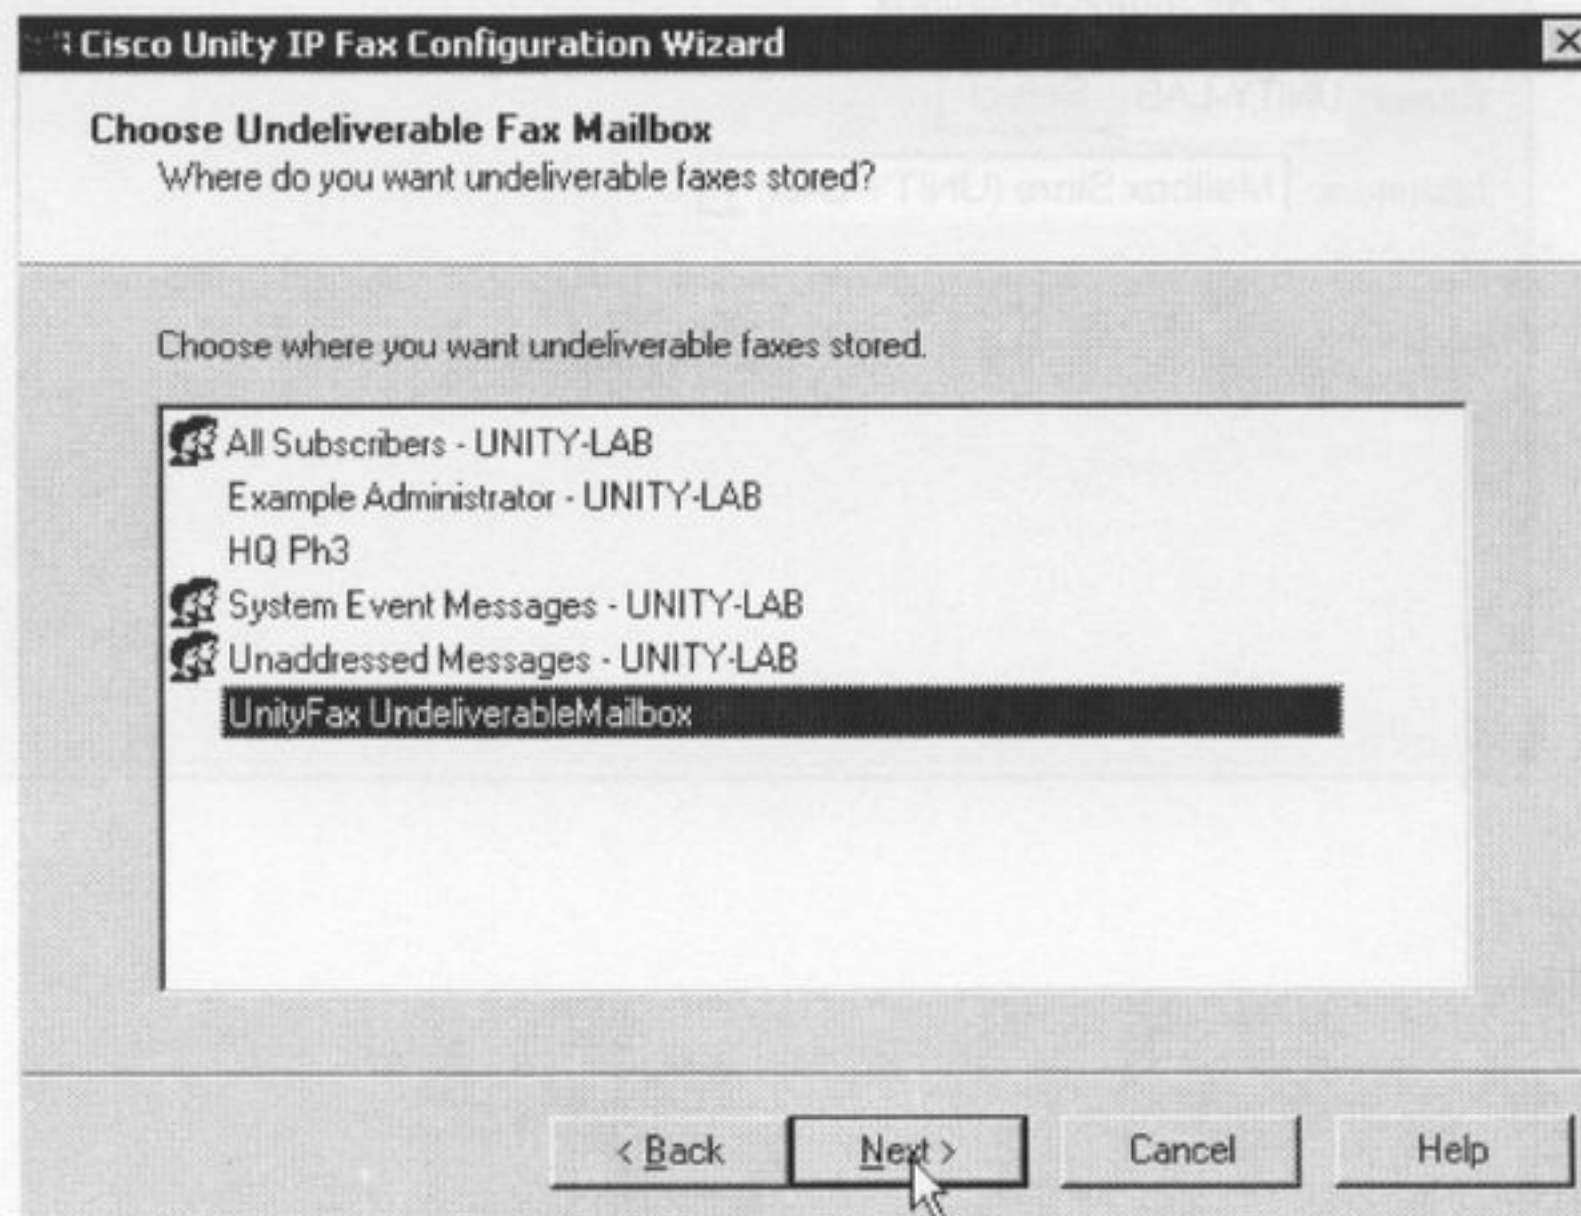 Cisco Unity IP Fax Configuration Wizard
Choose Undeliverable Fax Mailbox
Where do you want undeliverable faxes stored?
Choose where you want undeliverable faxes stored.
All Subscribers - UNITY-LAB
Example Administrator - UNITY-LAB
HQ Ph3
System Event Messages - UNITY-LAB
Unaddressed Messages - UNITY-LAB
UnityFax UndeliverableMailbox
< Back Next > Cancel Help